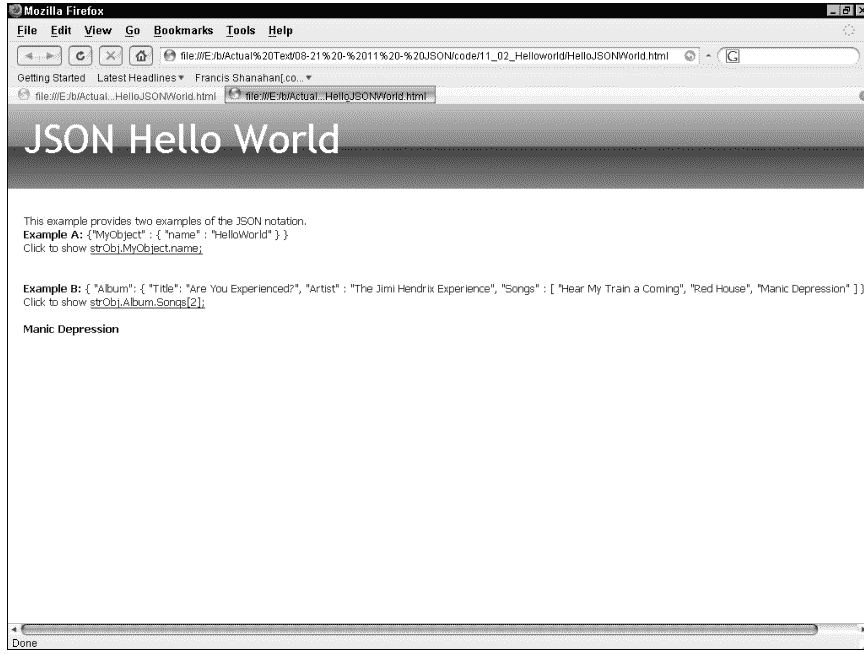 Mozilla Firefox
File Edit View Go Bookmarks Tools Help
file:///E:/b/Actual%20Text/08-21%20-%2011%20-%20JSON/code/11_02_Helloworld/HelloJSONWorld.html
G
Getting Started Latest Headlines Francis Shanahan[.co...
file:///E:/b/Actual...HelloJSONWorld.html file:///E:/b/Actual...HelloJSONWorld.html
JSON Hello World
This example provides two examples of the JSON notation.
Example A: {"MyObject" : { "name" : "HelloWorld" } }
Click to show strObj.MyObject.name;
Example B: { "Album": { "Title": "Are You Experienced?", "Artist" : "The Jimi Hendrix Experience", "Songs" : [ "Hear My Train a Coming", "Red House", "Manic Depression" ] }
Click to show strObj.Album.Songs[2];
Manic Depression
Done